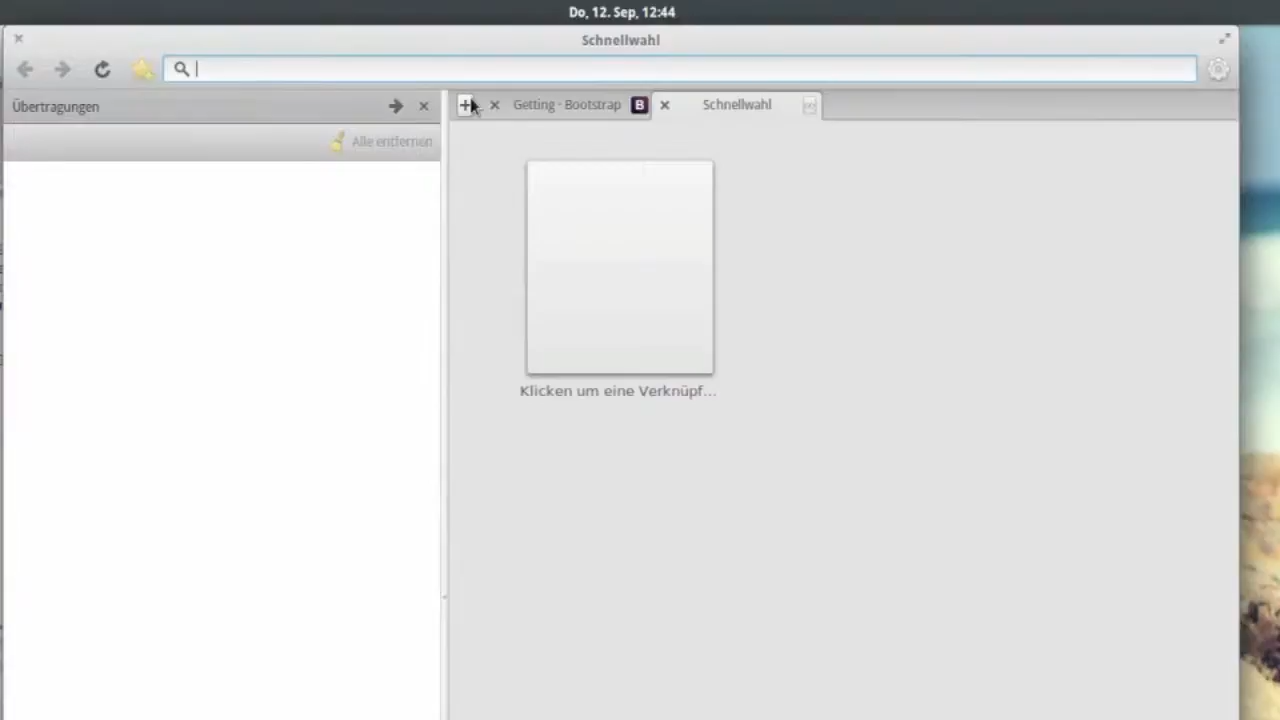 Do, 12. Sep, 12:44
Schnellwahl
Übertragungen
Getting · Bootstrap
B
Schnellwahl
Alle entfernen
Klicken um eine Verknüpf...